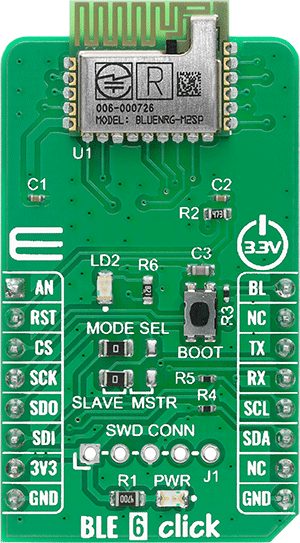 R
006-000726
MODEL: BLUENRG-M2SP
U1
C1
C2
R2
47K
3.3V
LD2
R6
C3
R3
BOOT
MODE SEL
SLAVE MSTR
R5
R4
SWD CONN
J1
R1
PWR
AN
RST
CS
SCK
SDO
SDI
3V3
GND
BL
NC
TX
RX
SCL
SDA
NC
GND
BLE 6 click